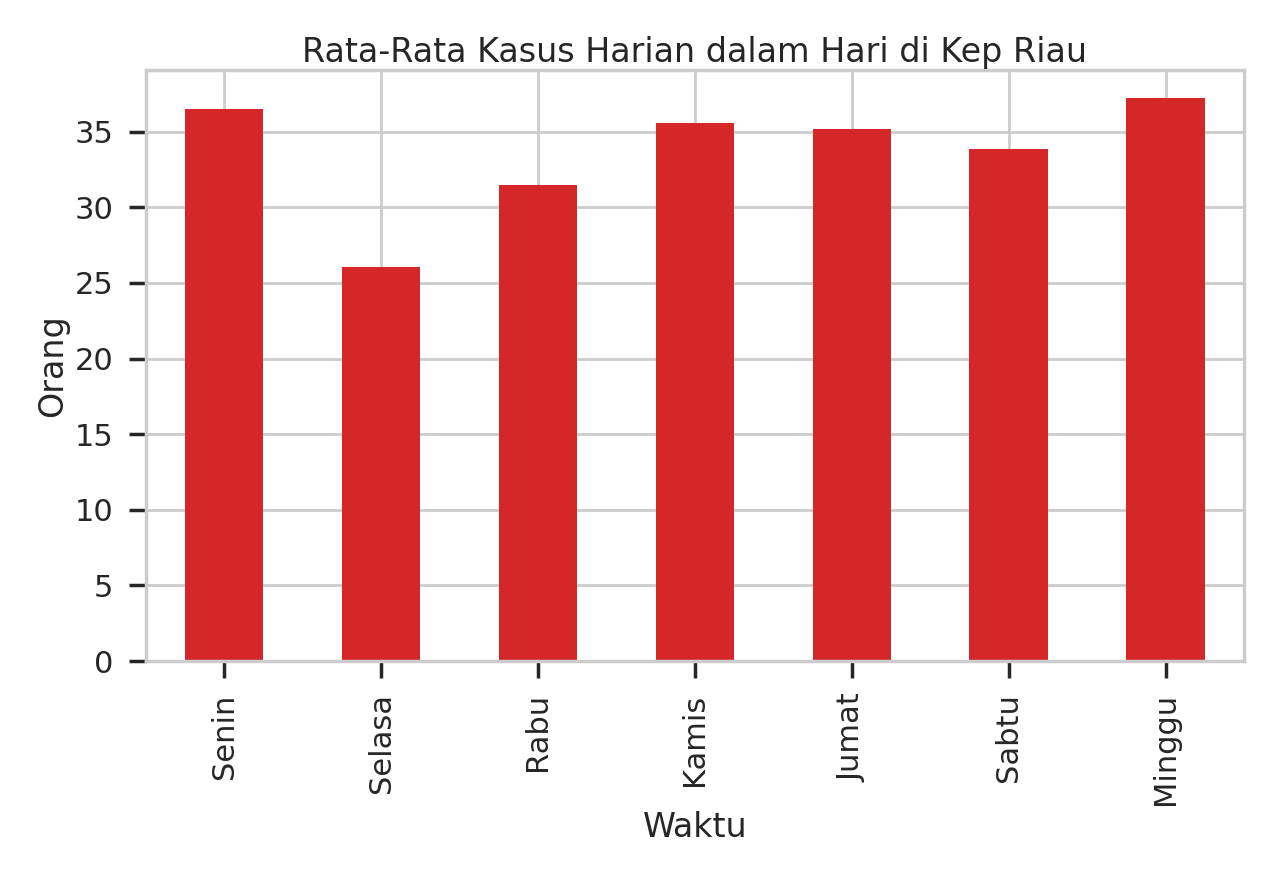 Rata-Rata Kasus Harian dalam Hari di Kep Riau
Orang
35
30
25
20
15
10
5
0
Senin
Selasa
Rabu
Kamis
Jumat
Sabtu
Minggu
Waktu